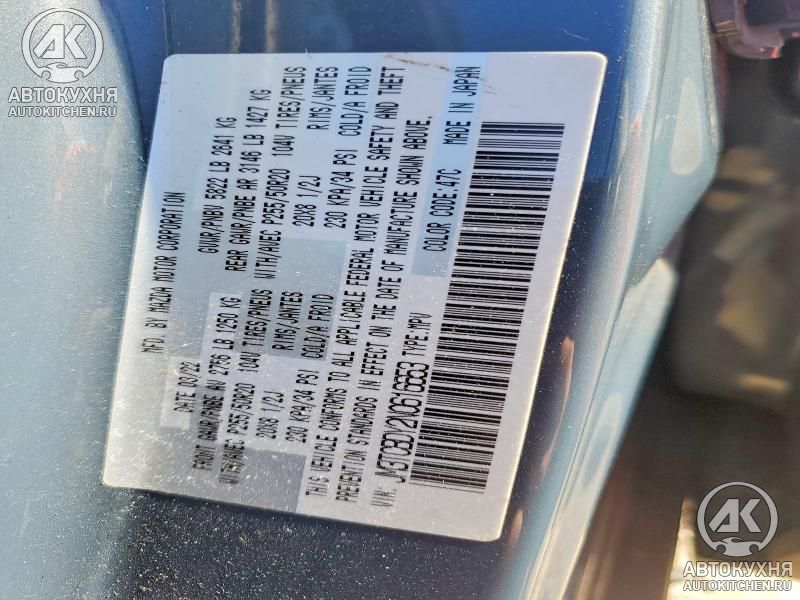 MFD. BY MAZDA MOTOR CORPORATION
DATE 03/22 GVWR/PNBV 5822 LB 2641 KG
FRONT GAWR/PNBE AV 2756 LB 1250 KG REAR GAWR/PNBE AR 3146 LB 1427 KG
WITH/AVEC P255/50R20 104V TIRES/PNEUS WITH/AVEC P255/50R20 104V TIRES/PNEUS
20X8 1/2J RIMS/JANTES 20X8 1/2J RIMS/JANTES
230 KPA/34 PSI COLD/A FROID 230 KPA/34 PSI COLD/A FROID
THIS VEHICLE CONFORMS TO ALL APPLICABLE FEDERAL MOTOR VEHICLE SAFETY AND THEFT
PREVENTION STANDARDS IN EFFECT ON THE DATE OF MANUFACTURE SHOWN ABOVE.
VIN: JM3TCBDY2N0616653 TYPE:MPV COLOR CODE:47C MADE IN JAPAN
АК
АВТОКУХНЯ
AUTOKITCHEN.RU
АК
АВТОКУХНЯ
AUTOKITCHEN.RU